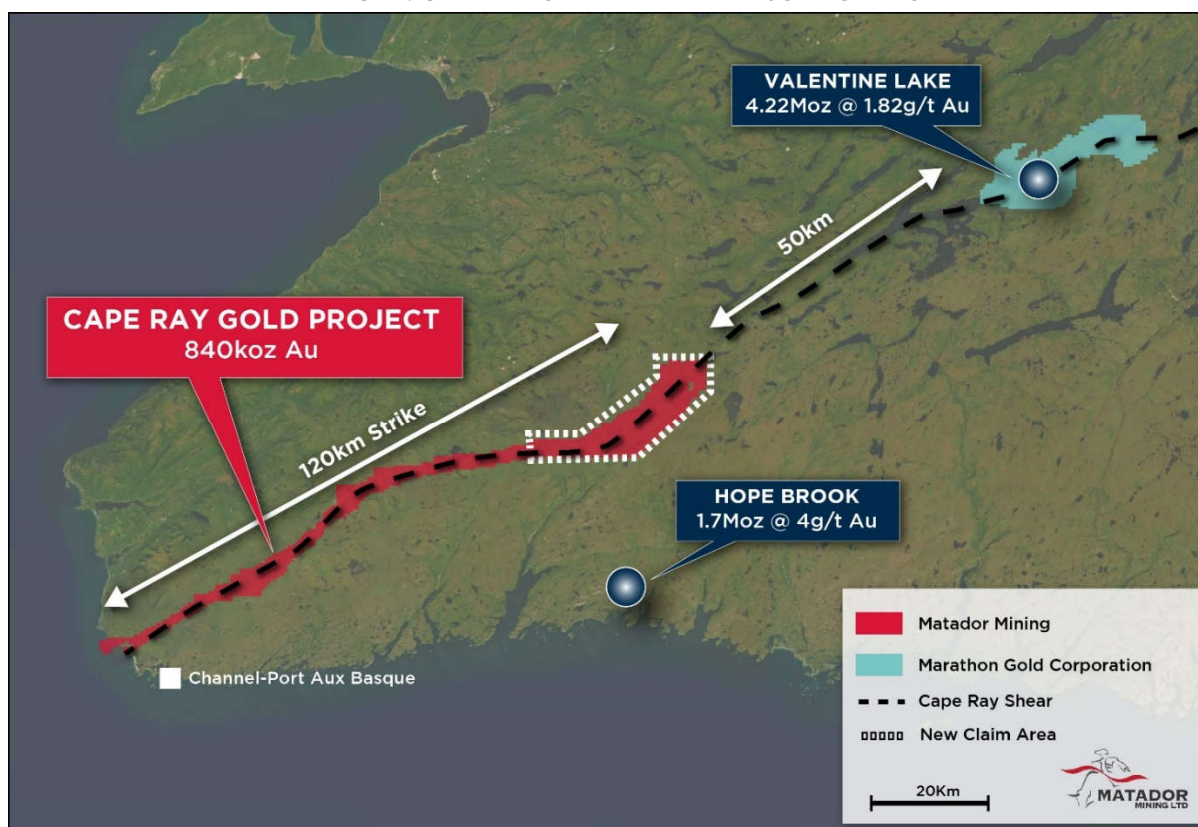 VALENTINE LAKE
4.22Moz @ 1.82g/t Au
50km
CAPE RAY GOLD PROJECT
840koz Au
120km Strike
HOPE BROOK
1.7Moz @ 4g/t Au
Channel-Port Aux Basque
Matador Mining
Marathon Gold Corporation
Cape Ray Shear
New Claim Area
20Km
MATADOR
MINING LTD